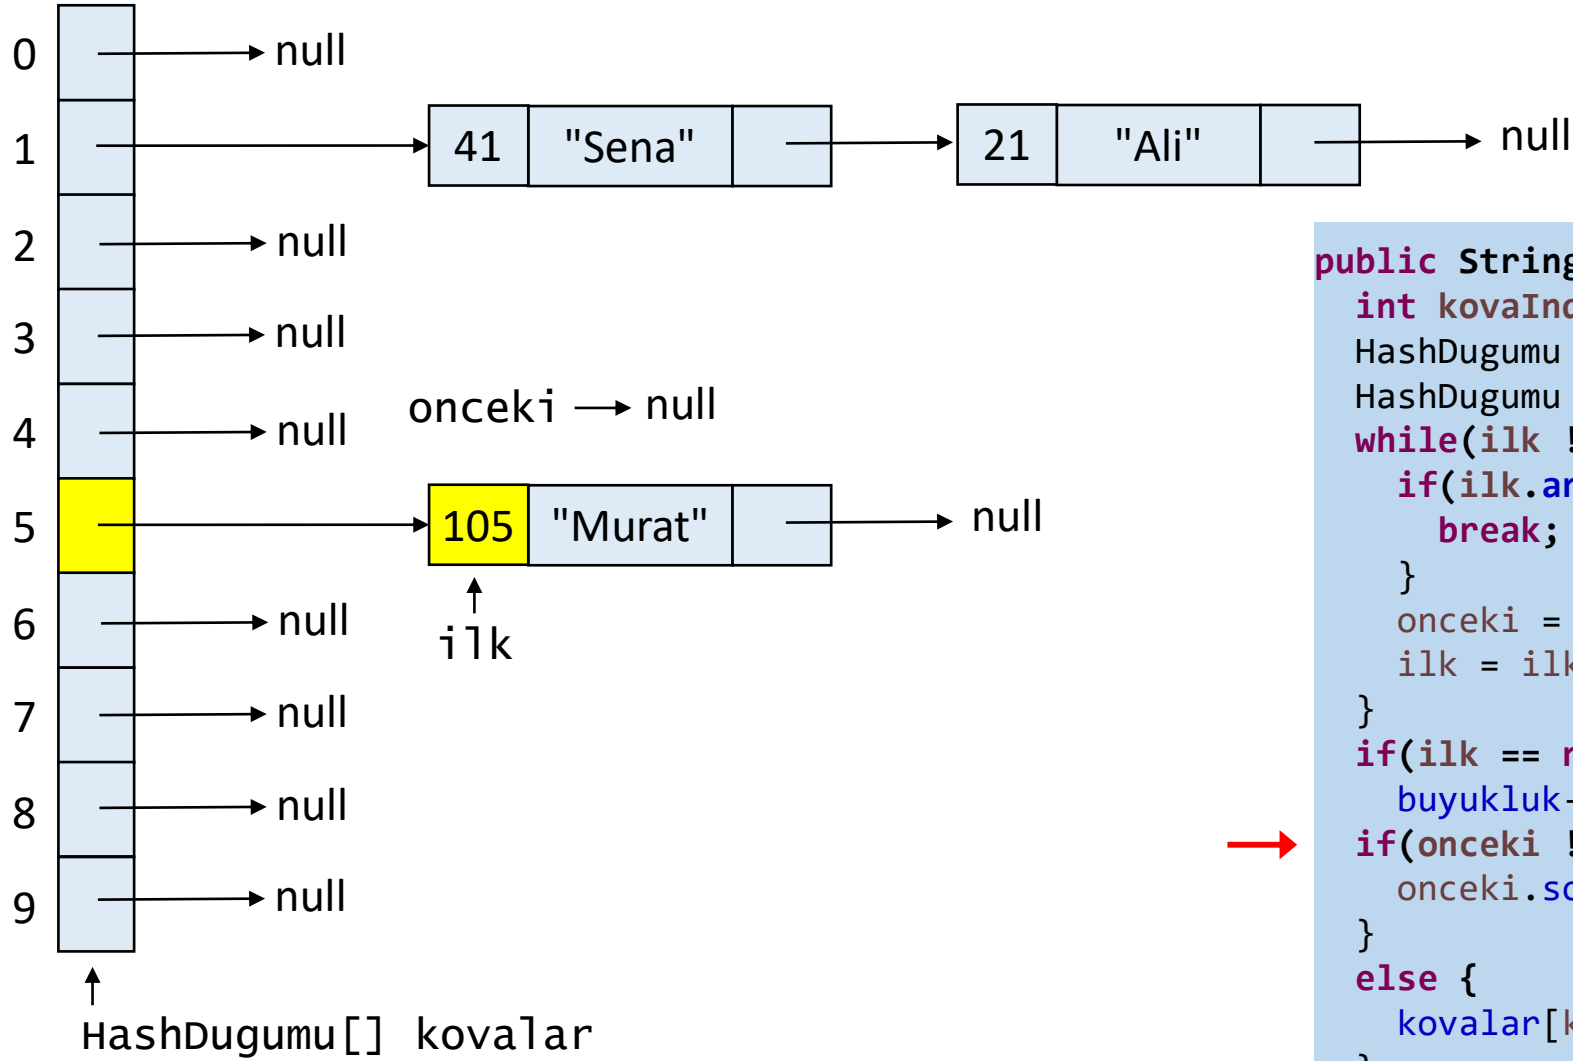 0 null
1 41 "Sena" 21 "Ali" null
2 null
3 null
4 null
onceki null
5 105 "Murat" null
ilk
6 null
7 null
8 null
9 null
HashDugumu[] kovalar
public String
int kovaInd
HashDugumu
HashDugumu
while(ilk !
if(ilk.an
break;
}
onceki =
ilk = ilk
}
if(ilk == n
buyukluk-
if(onceki !
onceki.so
}
else {
kovalar[k
}